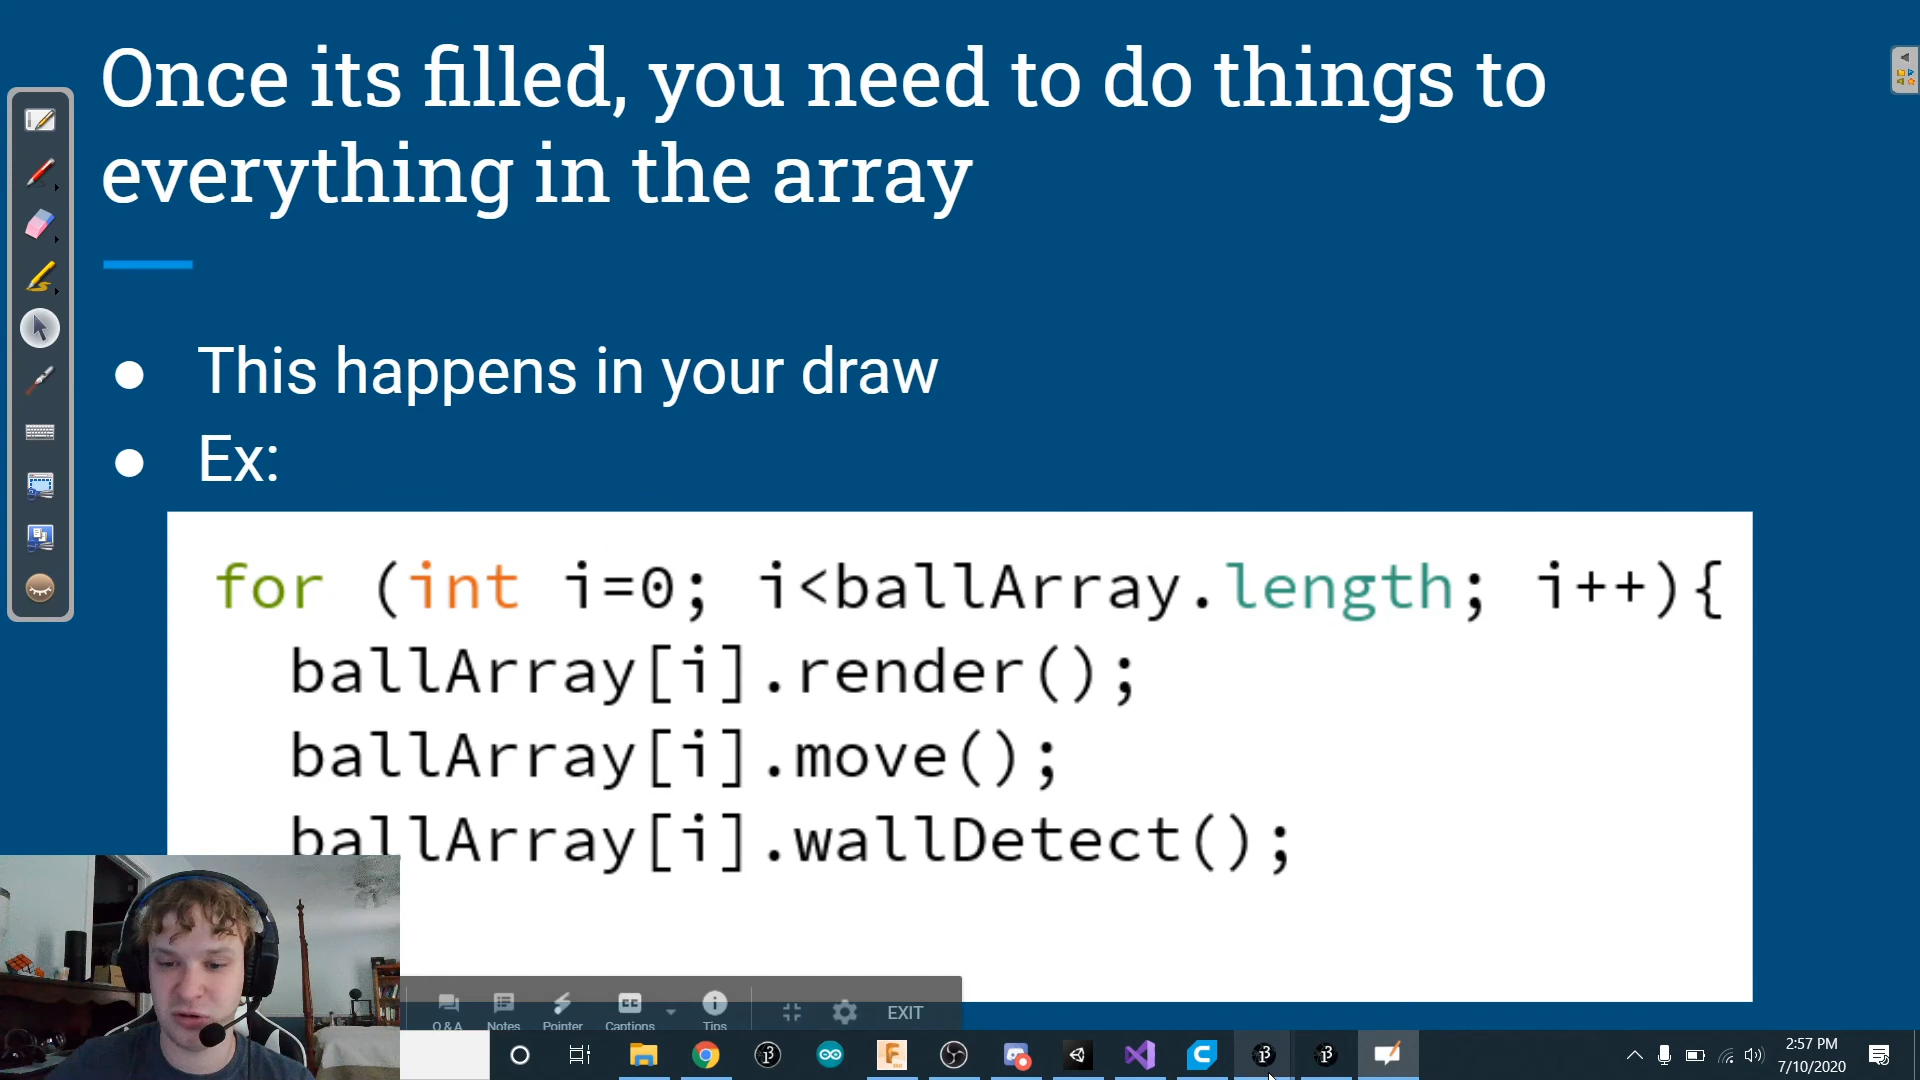 Once its filled, you need to do things to
everything in the array
● This happens in your draw
● Ex:
for (int i=0; i<ballArray.length; i++){
ballArray[i].render();
ballArray[i].move();
ballArray[i].wallDetect();
Q&A Notes Pointer Captions Tips EXIT
2:57 PM
7/10/2020